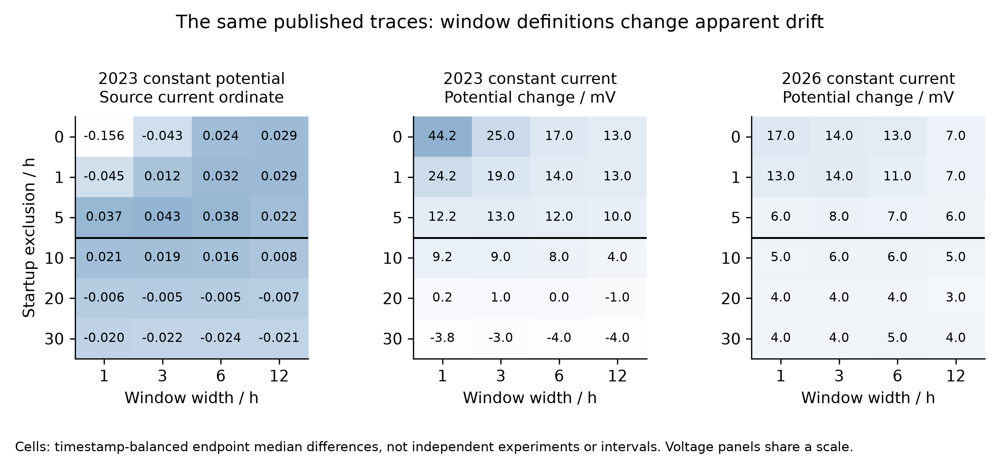 The same published traces: window definitions change apparent drift
2023 constant potential
Source current ordinate
2023 constant current
Potential change / mV
2026 constant current
Potential change / mV
Startup exclusion / h
0 -0.156 -0.043 0.024 0.029
1 -0.045 0.012 0.032 0.029
5 0.037 0.043 0.038 0.022
10 0.021 0.019 0.016 0.008
20 -0.006 -0.005 -0.005 -0.007
30 -0.020 -0.022 -0.024 -0.021
1 3 6 12
Window width / h
0 44.2 25.0 17.0 13.0
1 24.2 19.0 14.0 13.0
5 12.2 13.0 12.0 10.0
10 9.2 9.0 8.0 4.0
20 0.2 1.0 0.0 -1.0
30 -3.8 -3.0 -4.0 -4.0
1 3 6 12
Window width / h
0 17.0 14.0 13.0 7.0
1 13.0 14.0 11.0 7.0
5 6.0 8.0 7.0 6.0
10 5.0 6.0 6.0 5.0
20 4.0 4.0 4.0 3.0
30 4.0 4.0 5.0 4.0
1 3 6 12
Window width / h
Cells: timestamp-balanced endpoint median differences, not independent experiments or intervals. Voltage panels share a scale.